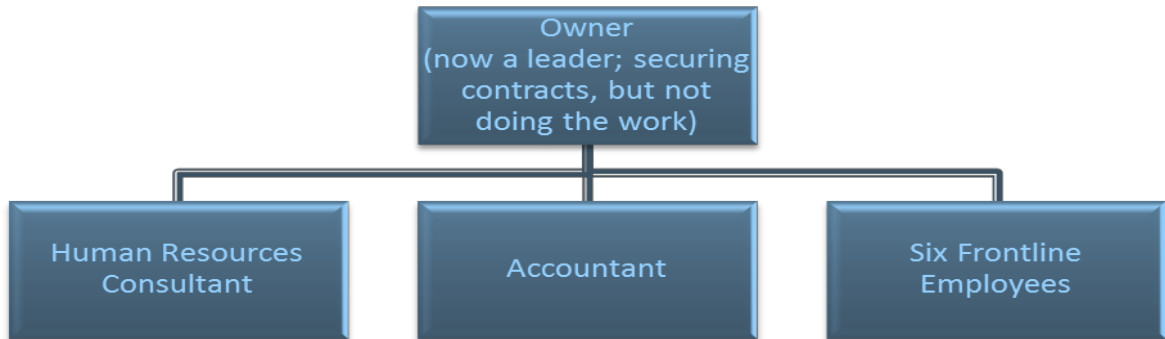 Owner
(now a leader; securing
contracts, but not
doing the work)
Human Resources
Consultant
Accountant
Six Frontline
Employees